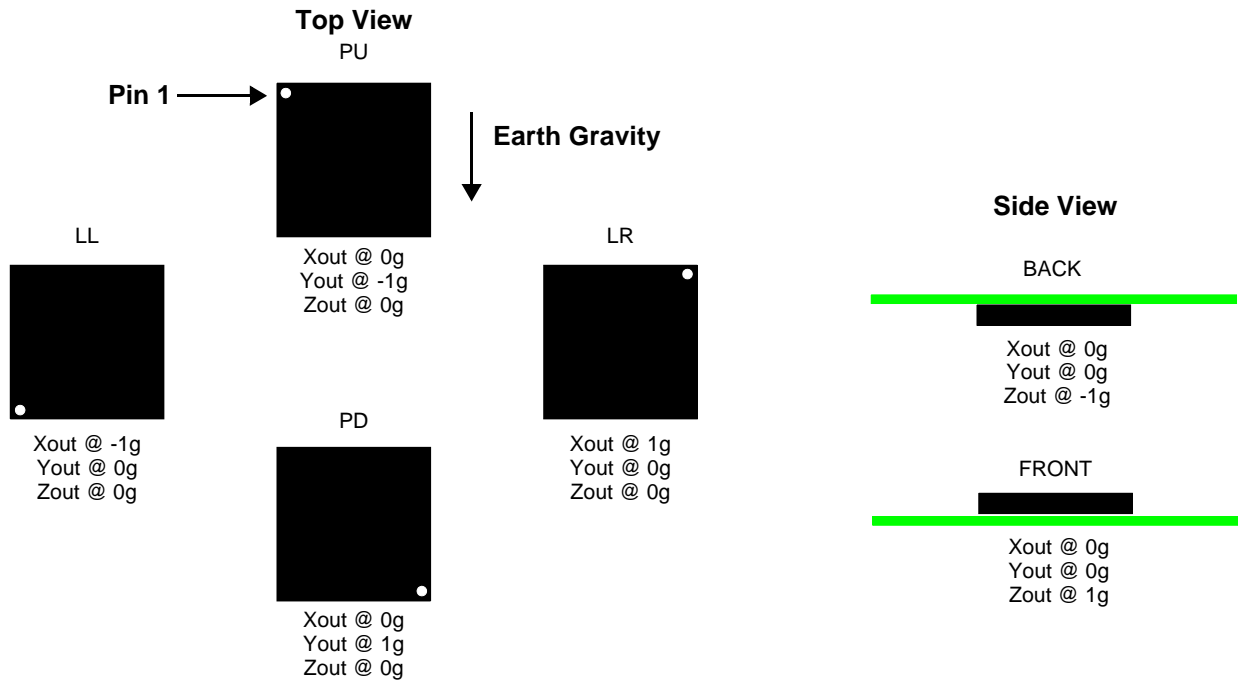 Top View
PU
Pin 1
Earth Gravity
Xout @ 0g
Yout @ -1g
Zout @ 0g
LL
Xout @ -1g
Yout @ 0g
Zout @ 0g
LR
Xout @ 1g
Yout @ 0g
Zout @ 0g
PD
Xout @ 0g
Yout @ 1g
Zout @ 0g
Side View
BACK
Xout @ 0g
Yout @ 0g
Zout @ -1g
FRONT
Xout @ 0g
Yout @ 0g
Zout @ 1g